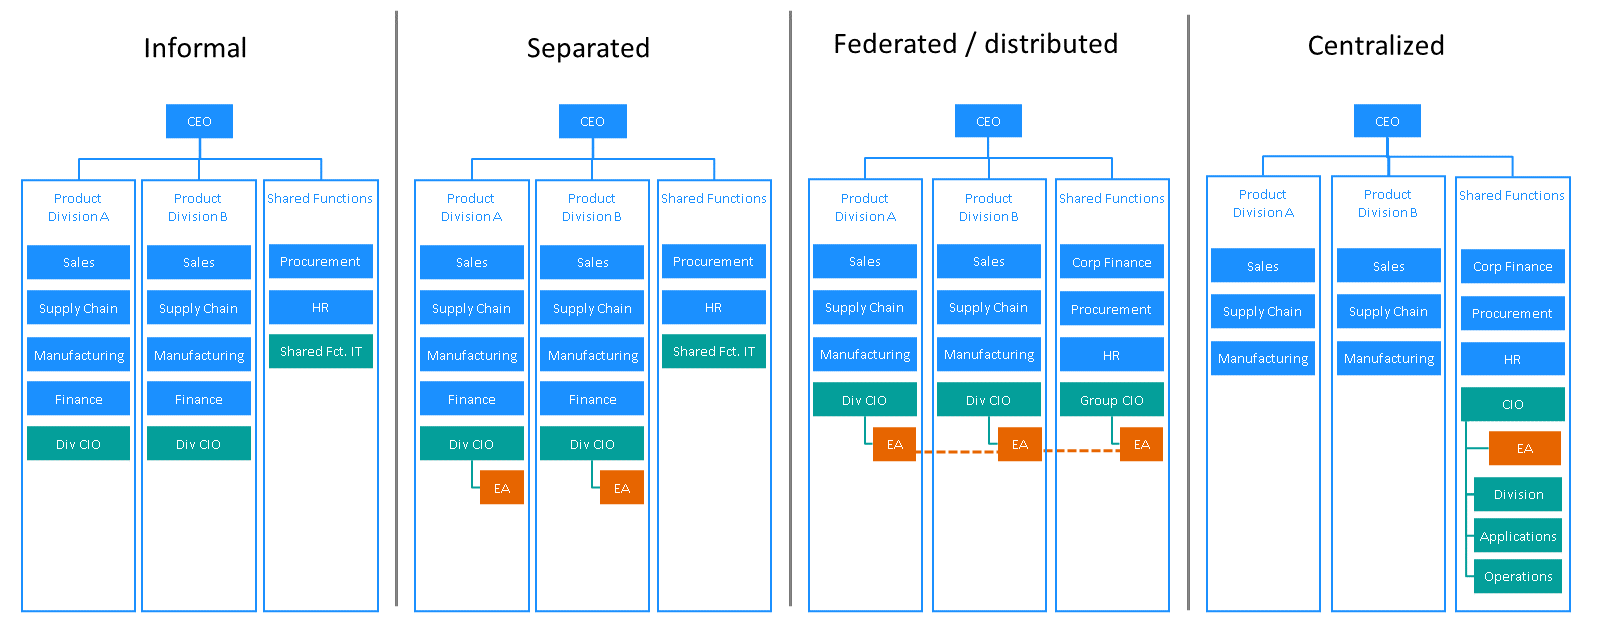 Informal
CEO
Product
Division A
Sales
Supply Chain
Manufacturing
Finance
Div CIO
Product
Division B
Sales
Supply Chain
Manufacturing
Finance
Div CIO
Shared Functions
Procurement
HR
Shared Fct. IT
Separated
CEO
Product
Division A
Sales
Supply Chain
Manufacturing
Finance
Div CIO
EA
Product
Division B
Sales
Supply Chain
Manufacturing
Finance
Div CIO
EA
Shared Functions
Procurement
HR
Shared Fct. IT
Federated / distributed
CEO
Product
Division A
Sales
Supply Chain
Manufacturing
Div CIO
EA
Product
Division B
Sales
Supply Chain
Manufacturing
Div CIO
EA
Shared Functions
Corp Finance
Procurement
HR
Group CIO
EA
Centralized
CEO
Product
Division A
Sales
Supply Chain
Manufacturing
Product
Division B
Sales
Supply Chain
Manufacturing
Shared Functions
Corp Finance
Procurement
HR
CIO
EA
Division
Applications
Operations